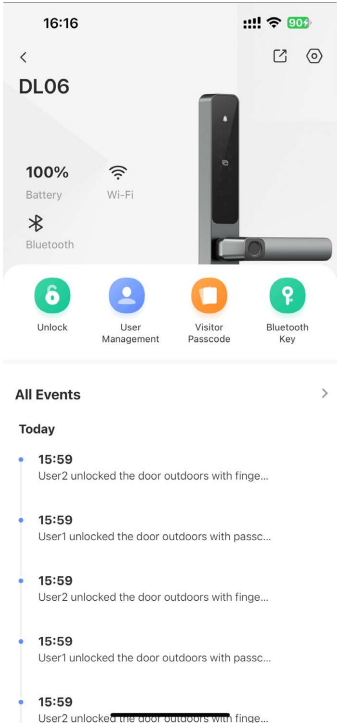 16:16
90
DL06
100%
Battery
Wi-Fi
Bluetooth
Unlock
User
Management
Visitor
Passcode
Bluetooth
Key
All Events
Today
15:59
User2 unlocked the door outdoors with finge...
15:59
User1 unlocked the door outdoors with passc...
15:59
User2 unlocked the door outdoors with finge...
15:59
User1 unlocked the door outdoors with passc...
15:59
User2 unlocked the door outdoors with finge...